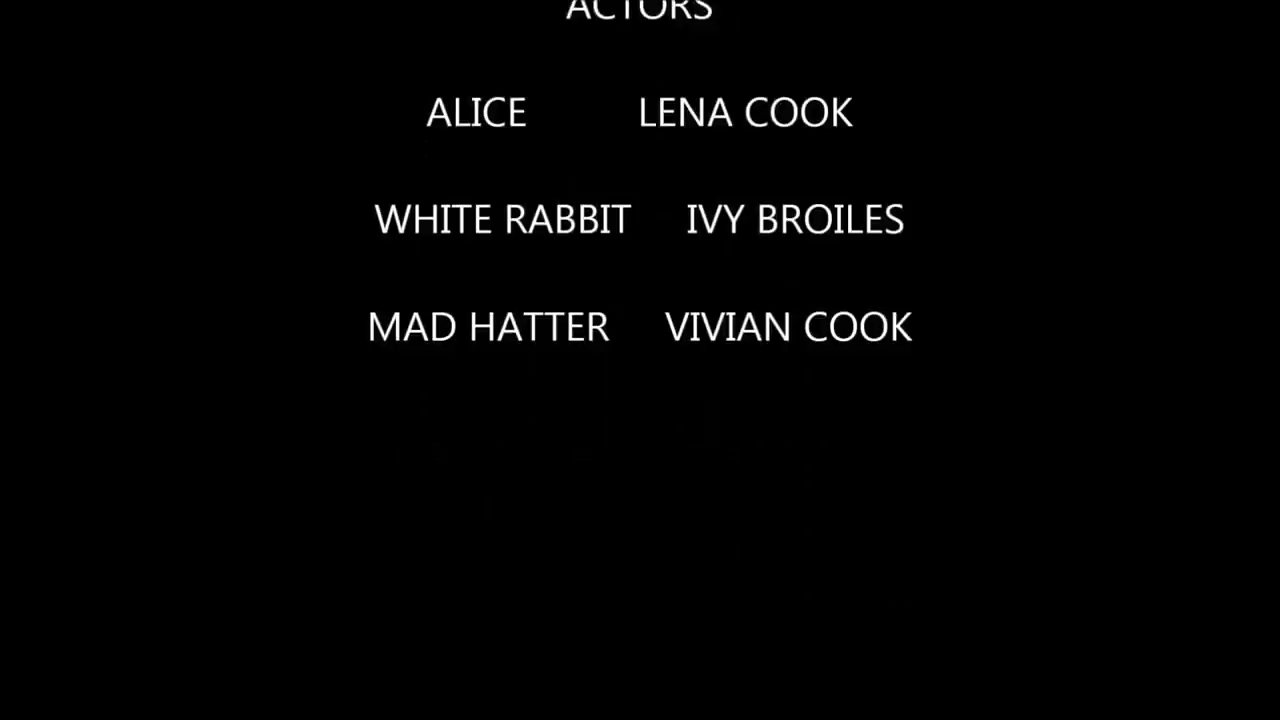 ACTORS
ALICE LENA COOK
WHITE RABBIT IVY BROILES
MAD HATTER VIVIAN COOK